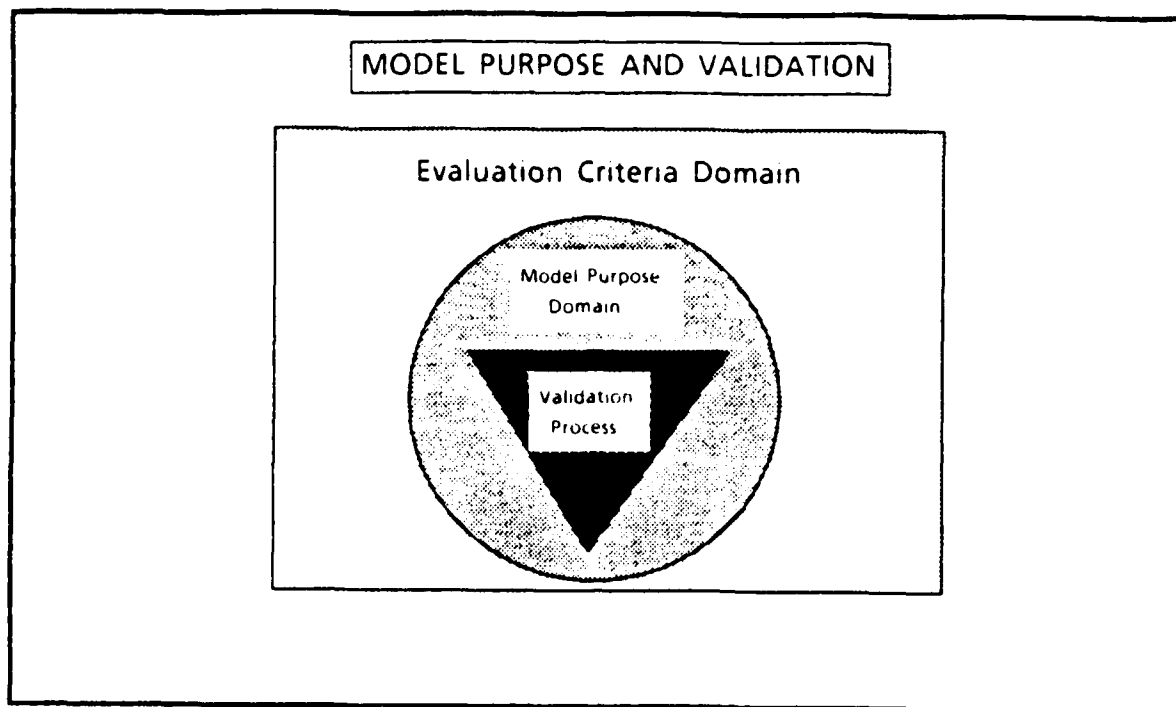 MODEL PURPOSE AND VALIDATION
Evaluation Criteria Domain
Model Purpose
Domain
Validation
Process